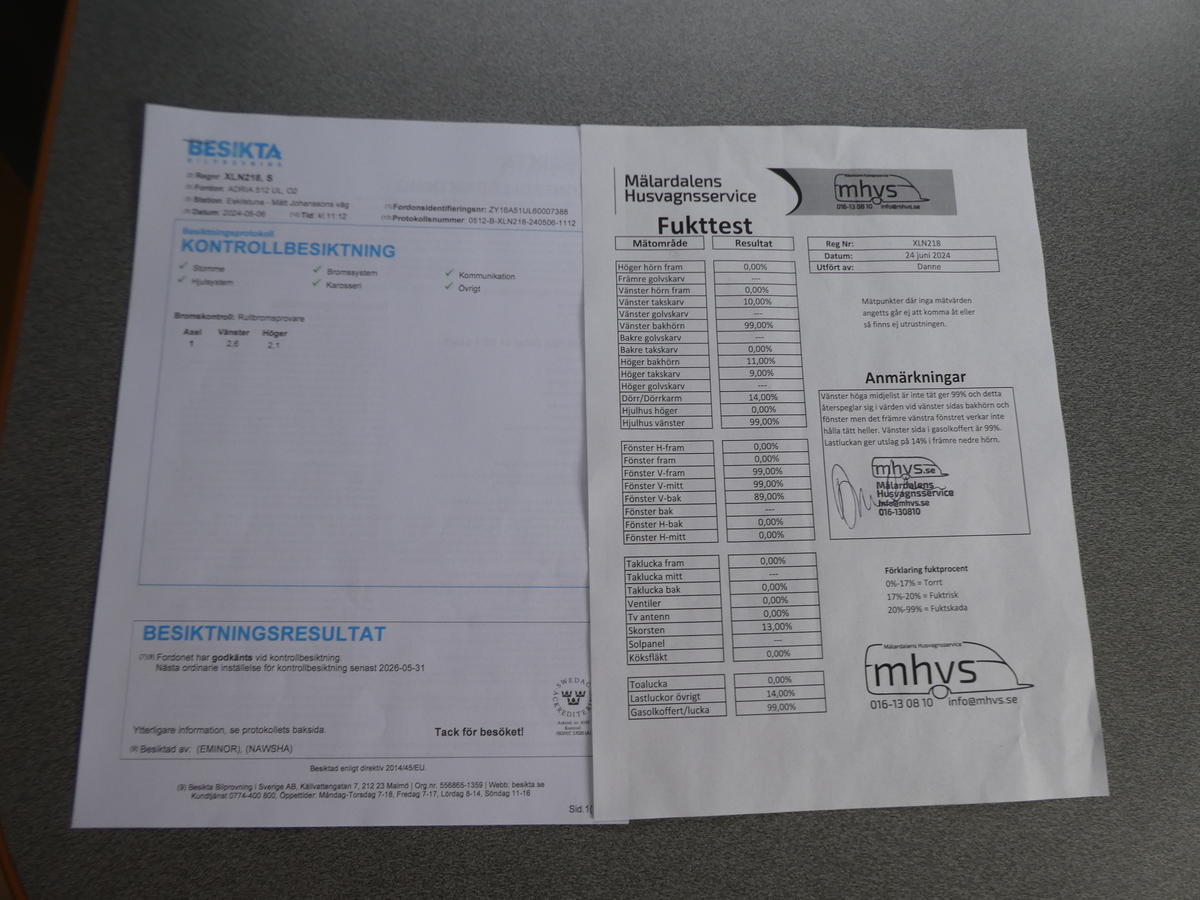 BESIKTA
BILPROVNING
Regnr: XLN218, S
Fordon: ADRIA 512 UL, O2
Station: Eskilstuna - Mått Johanssons väg
Datum: 2024-05-06 Tid: kl.11:12
Fordonsidentifieringsnr: ZY16A51UL60007388
Protokollsnummer: 0512-B-XLN218-240506-1112
Besiktningsprotokoll
KONTROLLBESIKTNING
Stomme Bromssystem Kommunikation
Hjulsystem Karosseri Övrigt
Bromskontroll: Rullbromsprovare
Axel Vänster Höger
1 2,6 2,1
BESIKTNINGSRESULTAT
Fordonet har godkänts vid kontrollbesiktning.
Nästa ordinarie inställelse för kontrollbesiktning senast 2026-05-31
SWEDAC
Ytterligare information, se protokollets baksida.
Tack för besöket!
Besiktad av: (EMINOR), (NAWSHA)
Besiktad enligt direktiv 2014/45/EU.
(9) Besikta Bilprovning i Sverige AB, Källvattengatan 7, 212 23 Malmö | Org.nr. 556865-1359 | Webb: besikta.se
Kundtjänst 0774-400 600, Öppettider: Måndag-Torsdag 7-18, Fredag 7-17, Lördag 8-14, Söndag 11-16
Sid.1(
Mälardalens
Husvagnsservice
Mälardalens Husvagnsservice
mhvs
016-13 08 10 info@mhvs.se
Fukttest
Mätområde Resultat
Höger hörn fram 0,00%
Främre golvskarv ---
Vänster hörn fram 0,00%
Vänster takskarv 10,00%
Vänster golvskarv ---
Vänster bakhörn 99,00%
Bakre golvskarv ---
Bakre takskarv 0,00%
Höger bakhörn 11,00%
Höger takskarv 9,00%
Höger golvskarv ---
Dörr/Dörrkarm 14,00%
Hjulhus höger 0,00%
Hjulhus vänster 99,00%
Fönster H-fram 0,00%
Fönster fram 0,00%
Fönster V-fram 99,00%
Fönster V-mitt 99,00%
Fönster V-bak 89,00%
Fönster bak ---
Fönster H-bak 0,00%
Fönster H-mitt 0,00%
Taklucka fram 0,00%
Taklucka mitt ---
Taklucka bak 0,00%
Ventiler 0,00%
Tv antenn 0,00%
Skorsten 13,00%
Solpanel ---
Köksfläkt 0,00%
Toalucka 0,00%
Lastluckor övrigt 14,00%
Gasolkoffert/lucka 99,00%
Reg Nr: XLN218
Datum: 24 juni 2024
Utfört av: Danne
Mätpunkter där inga mätvärden
angetts går ej att komma åt eller
så finns ej utrustningen.
Anmärkningar
Vänster höga midjelist är inte tät ger 99% och detta
återspeglar sig i värden vid vänster sidas bakhörn och
fönster men det främre vänstra fönstret verkar inte
hålla tätt heller. Vänster sida i gasolkoffert är 99%.
Lastluckan ger utslag på 14% i främre nedre hörn.
mhvs.se
Mälardalens
Husvagnsservice
info@mhvs.se
016-130810
Förklaring fuktprocent
0%-17% = Torrt
17%-20% = Fuktrisk
20%-99% = Fuktskada
Mälardalens Husvagnsservice
mhvs
016-13 08 10 info@mhvs.se